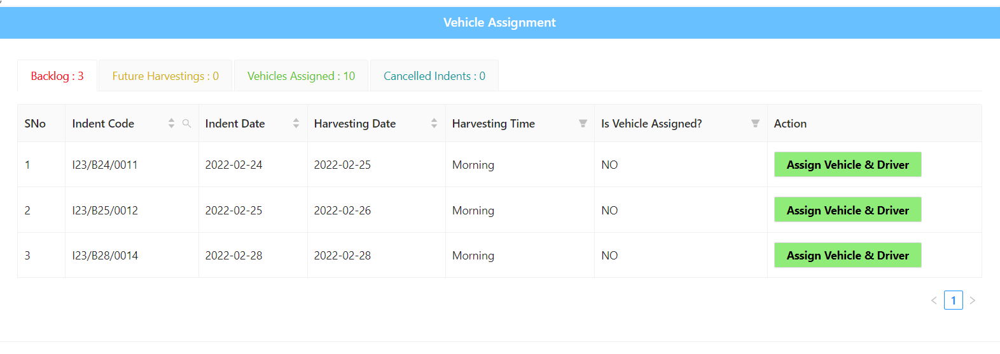 Vehicle Assignment
Backlog : 3 Future Harvestings : 0 Vehicles Assigned : 10 Cancelled Indents : 0
SNo Indent Code Indent Date Harvesting Date Harvesting Time Is Vehicle Assigned? Action
1 I23/B24/0011 2022-02-24 2022-02-25 Morning NO Assign Vehicle & Driver
2 I23/B25/0012 2022-02-25 2022-02-26 Morning NO Assign Vehicle & Driver
3 I23/B28/0014 2022-02-28 2022-02-28 Morning NO Assign Vehicle & Driver
< 1 >